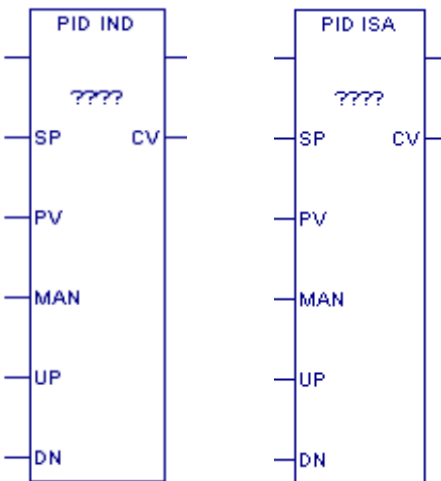 PID IND
????
SP CV
PV
MAN
UP
DN
PID ISA
????
SP CV
PV
MAN
UP
DN